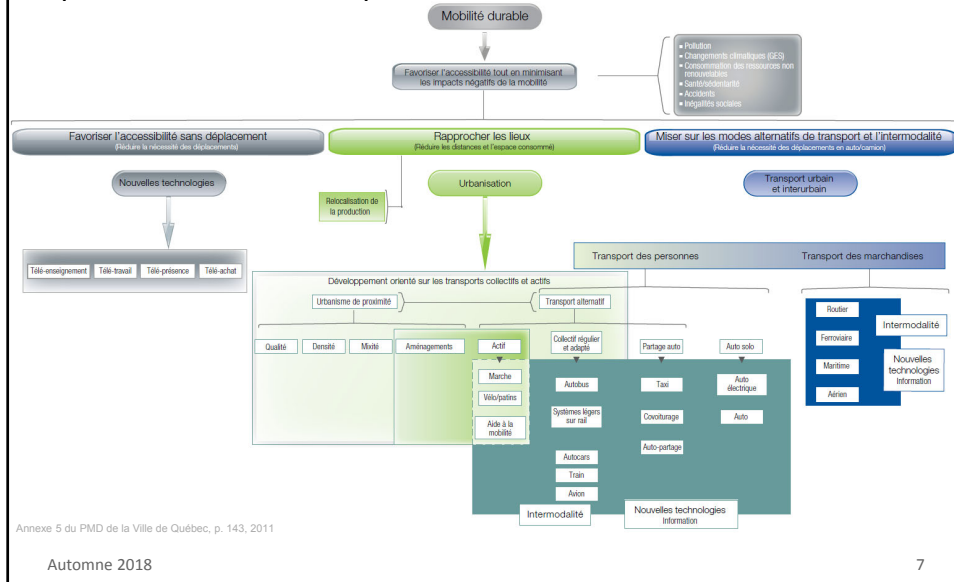 Mobilité durable
Favoriser l'accessibilité tout en minimisant
les impacts négatifs de la mobilité
Pollution
Changements climatiques (GES)
Consommation des ressources non
renouvelables
Santé/sédentarité
Accidents
Inégalités sociales
Favoriser l'accessibilité sans déplacement
(Réduire la nécessité des déplacements)
Rapprocher les lieux
(Réduire les distances et l'espace consommé)
Miser sur les modes alternatifs de transport et l'intermodalité
(Réduire la nécessité des déplacements en auto/camion)
Nouvelles technologies
Urbanisation
Transport urbain
et interurbain
Relocalisation de
la production
Télé-enseignement
Télé-travail
Télé-présence
Télé-achat
Transport des personnes
Transport des marchandises
Développement orienté sur les transports collectifs et actifs
Urbanisme de proximité
Transport alternatif
Qualité
Densité
Mixité
Aménagements
Actif
Collectif régulier
et adapté
Partage auto
Auto solo
Marche
Vélo/patins
Aide à la
mobilité
Autobus
Systèmes légers
sur rail
Autocars
Train
Avion
Taxi
Covoiturage
Auto-partage
Auto
électrique
Auto
Intermodalité
Nouvelles technologies
Information
Routier
Ferroviaire
Maritime
Aérien
Intermodalité
Nouvelles
technologies
Information
Annexe 5 du PMD de la Ville de Québec, p. 143, 2011
Automne 2018
7